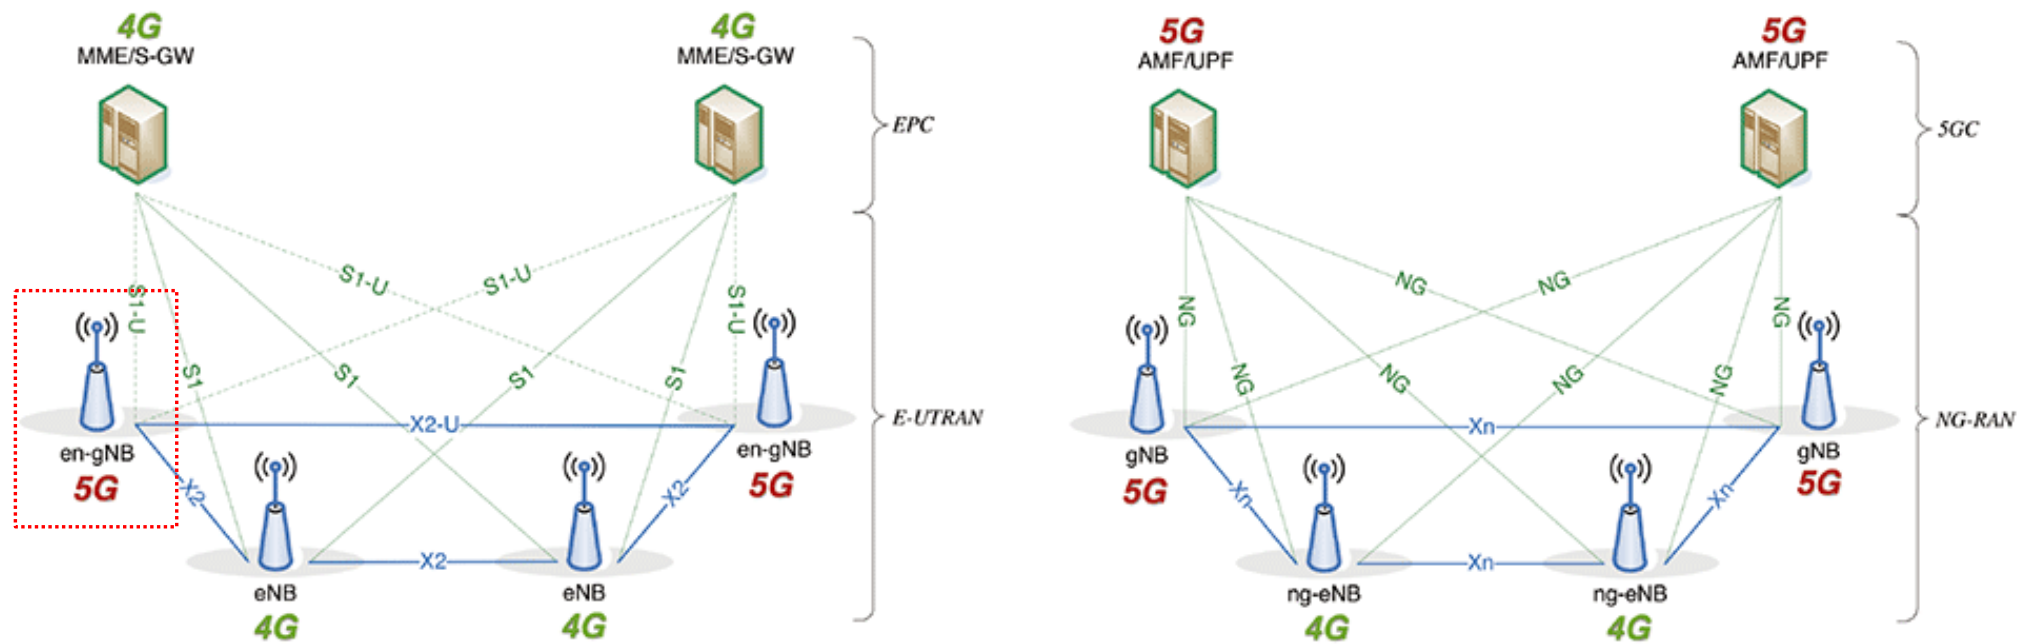 4G
MME/S-GW
4G
MME/S-GW
EPC
S1-U
S1-U
S1-U
S1-U
S1
S1
S1
S1
X2-U
en-gNB
5G
en-gNB
5G
X2
X2
X2
eNB
4G
eNB
4G
E-UTRAN
5G
AMF/UPF
5G
AMF/UPF
5GC
NG
NG
NG
NG
NG
NG
NG
NG
Xn
gNB
5G
gNB
5G
Xn
Xn
Xn
ng-eNB
4G
ng-eNB
4G
NG-RAN